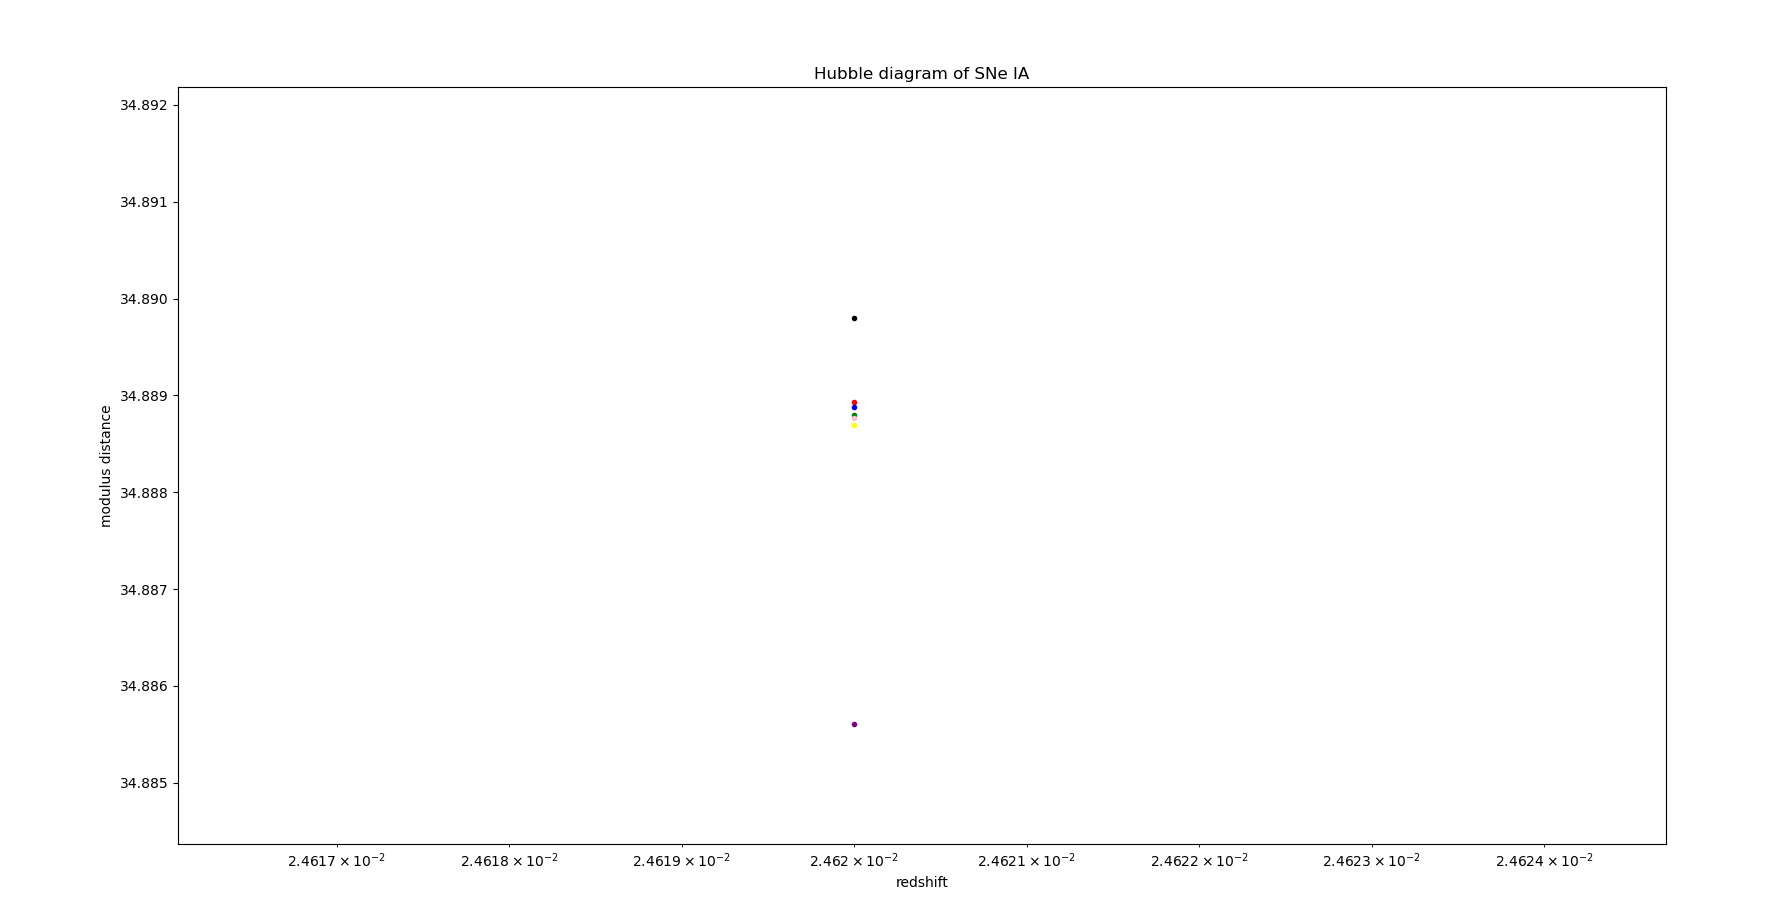 Hubble diagram of SNe IA
34.892
34.891
34.890
34.889
34.888
34.887
34.886
34.885
modulus distance
2.4617 × 10⁻² 2.4618 × 10⁻² 2.4619 × 10⁻² 2.462 × 10⁻² 2.4621 × 10⁻² 2.4622 × 10⁻² 2.4623 × 10⁻² 2.4624 × 10⁻²
redshift